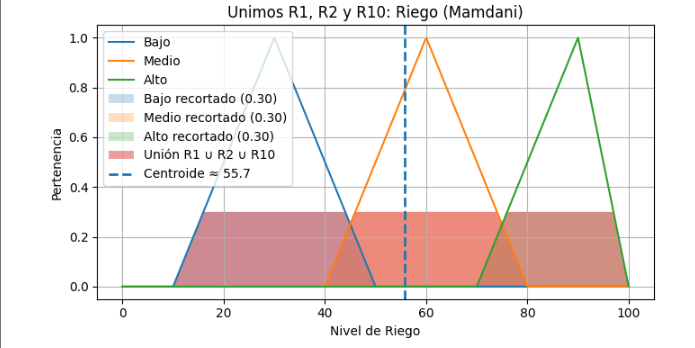 Unimos R1, R2 y R10: Riego (Mamdani)
1.0
0.8
0.6
0.4
0.2
0.0
Pertenencia
Bajo
Medio
Alto
Bajo recortado (0.30)
Medio recortado (0.30)
Alto recortado (0.30)
Unión R1 ∪ R2 ∪ R10
Centroide ≈ 55.7
0 20 40 60 80 100
Nivel de Riego